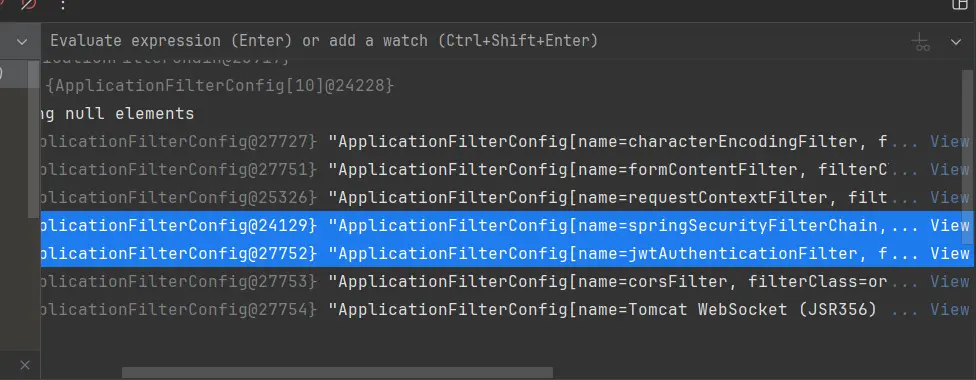 Evaluate expression (Enter) or add a watch (Ctrl+Shift+Enter)
{ApplicationFilterConfig[10]@24228}
ng null elements
plicationFilterConfig@27727} "ApplicationFilterConfig[name=characterEncodingFilter, f... View
plicationFilterConfig@27751} "ApplicationFilterConfig[name=formContentFilter, filterC... View
plicationFilterConfig@25326} "ApplicationFilterConfig[name=requestContextFilter, filt... View
plicationFilterConfig@24129} "ApplicationFilterConfig[name=springSecurityFilterChain,... View
plicationFilterConfig@27752} "ApplicationFilterConfig[name=jwtAuthenticationFilter, f... View
plicationFilterConfig@27753} "ApplicationFilterConfig[name=corsFilter, filterClass=or... View
plicationFilterConfig@27754} "ApplicationFilterConfig[name=Tomcat WebSocket (JSR356) ... View